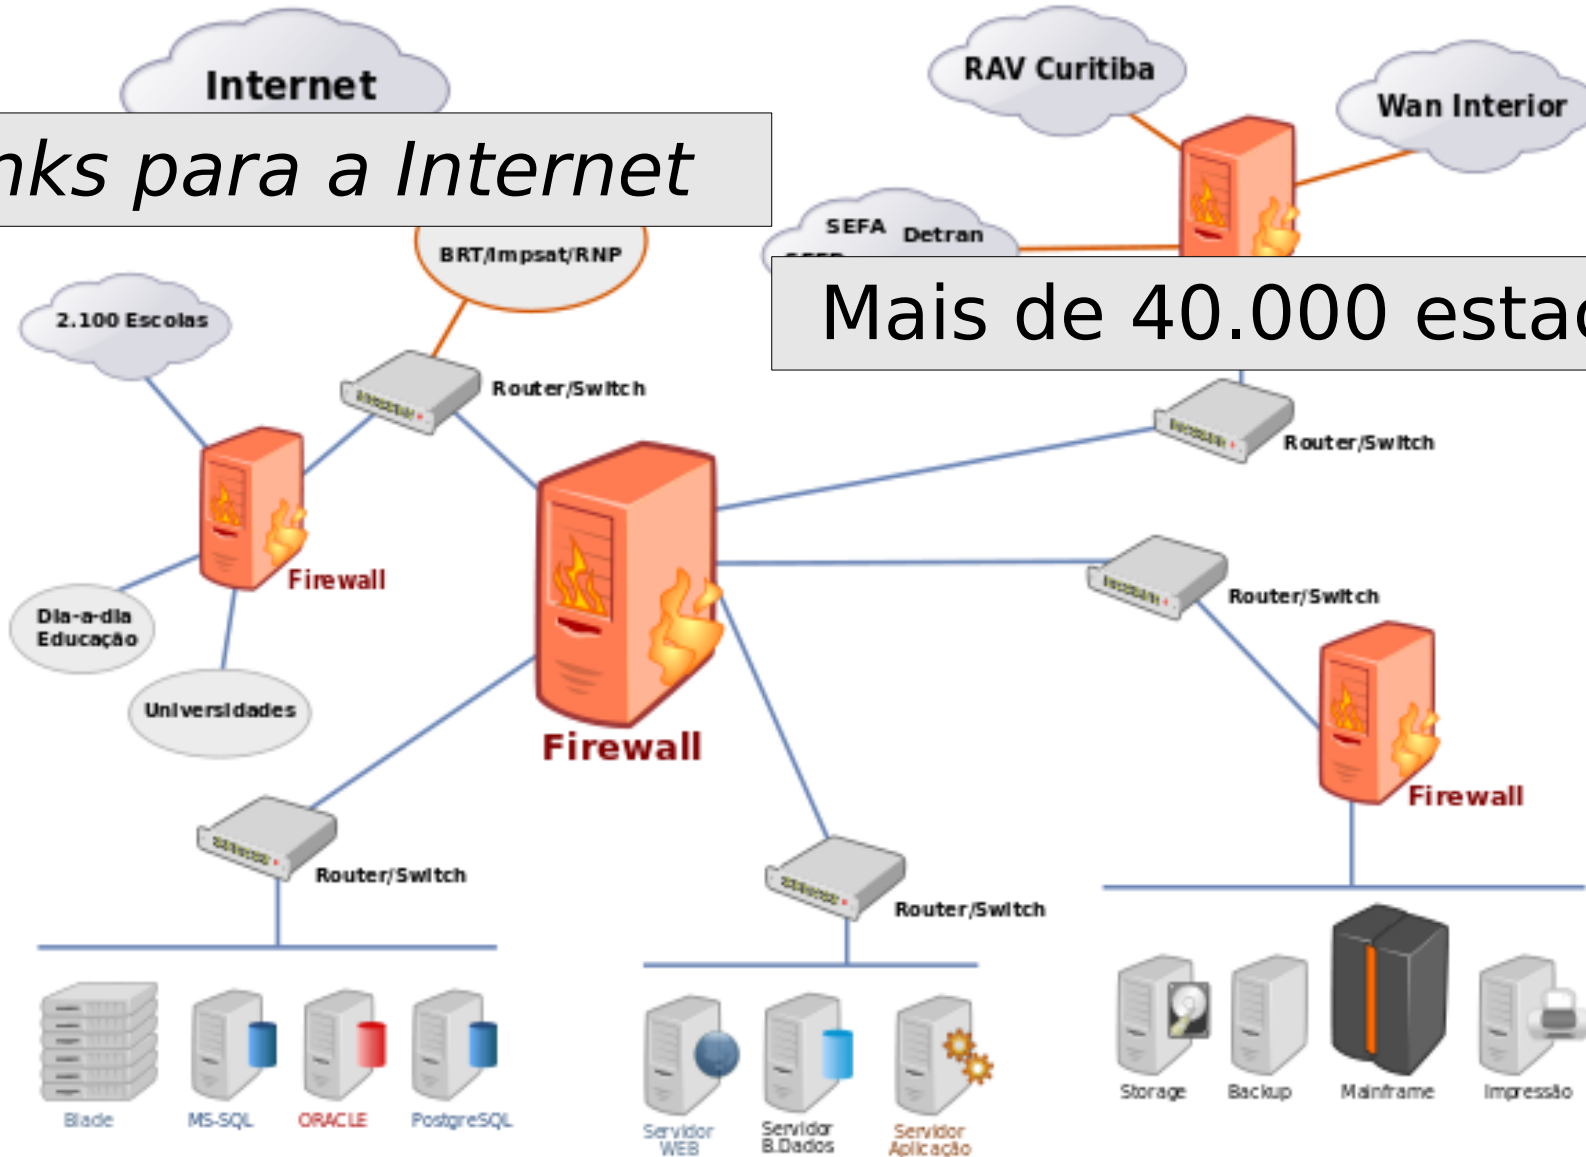 Internet
RAV Curitiba
Wan Interior
para a Internet
SEFA
Detran
BRT/Impsat/RNP
Mais de 40.000
2.100 Escolas
Router/Switch
Router/Switch
Firewall
Dia-a-dia
Educação
Router/Switch
Universidades
Firewall
Firewall
Router/Switch
Router/Switch
Blade
MS-SQL
ORACLE
PostgreSQL
Servidor
WEB
Servidor
B.Dados
Servidor
Aplicação
Storage
Backup
Mainframe
Impressão